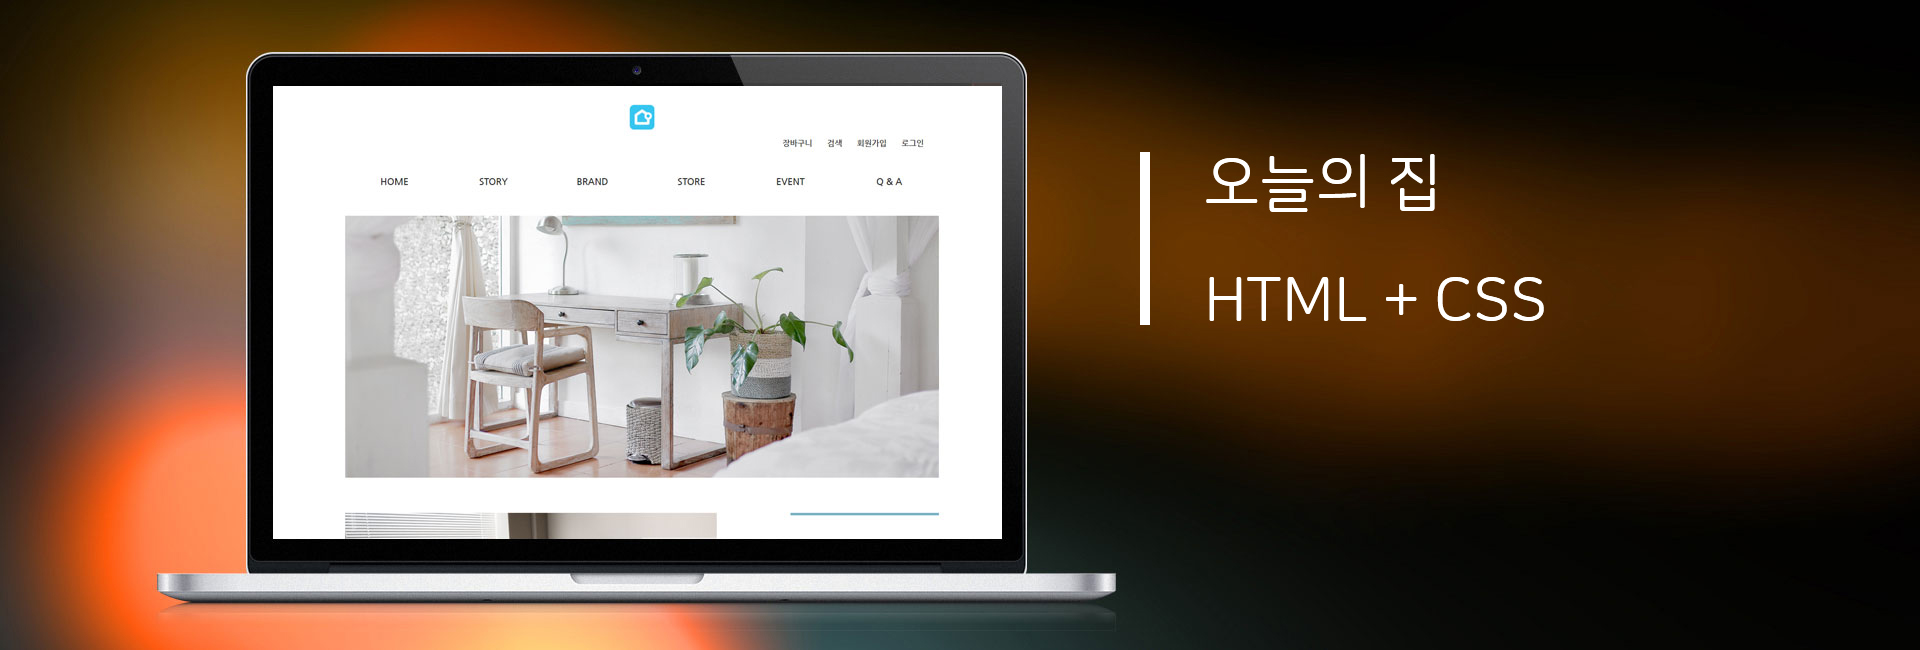 장바구니 검색 회원가입 로그인
HOME STORY BRAND STORE EVENT Q & A
오늘의 집
HTML + CSS